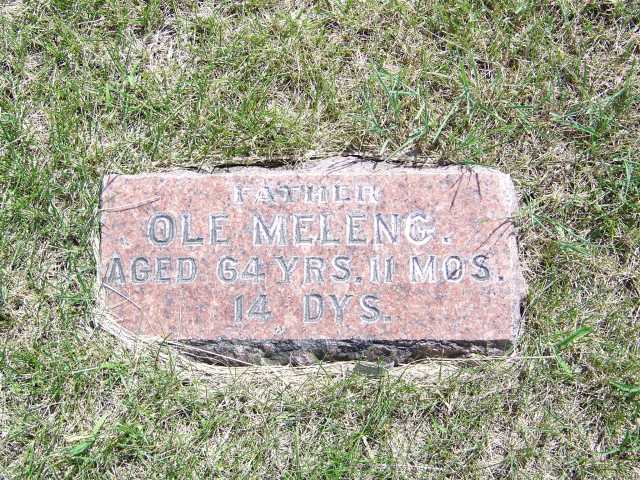 FATHER
OLE MELENG.
AGED 64 YRS. 11 MOS.
14 DYS.